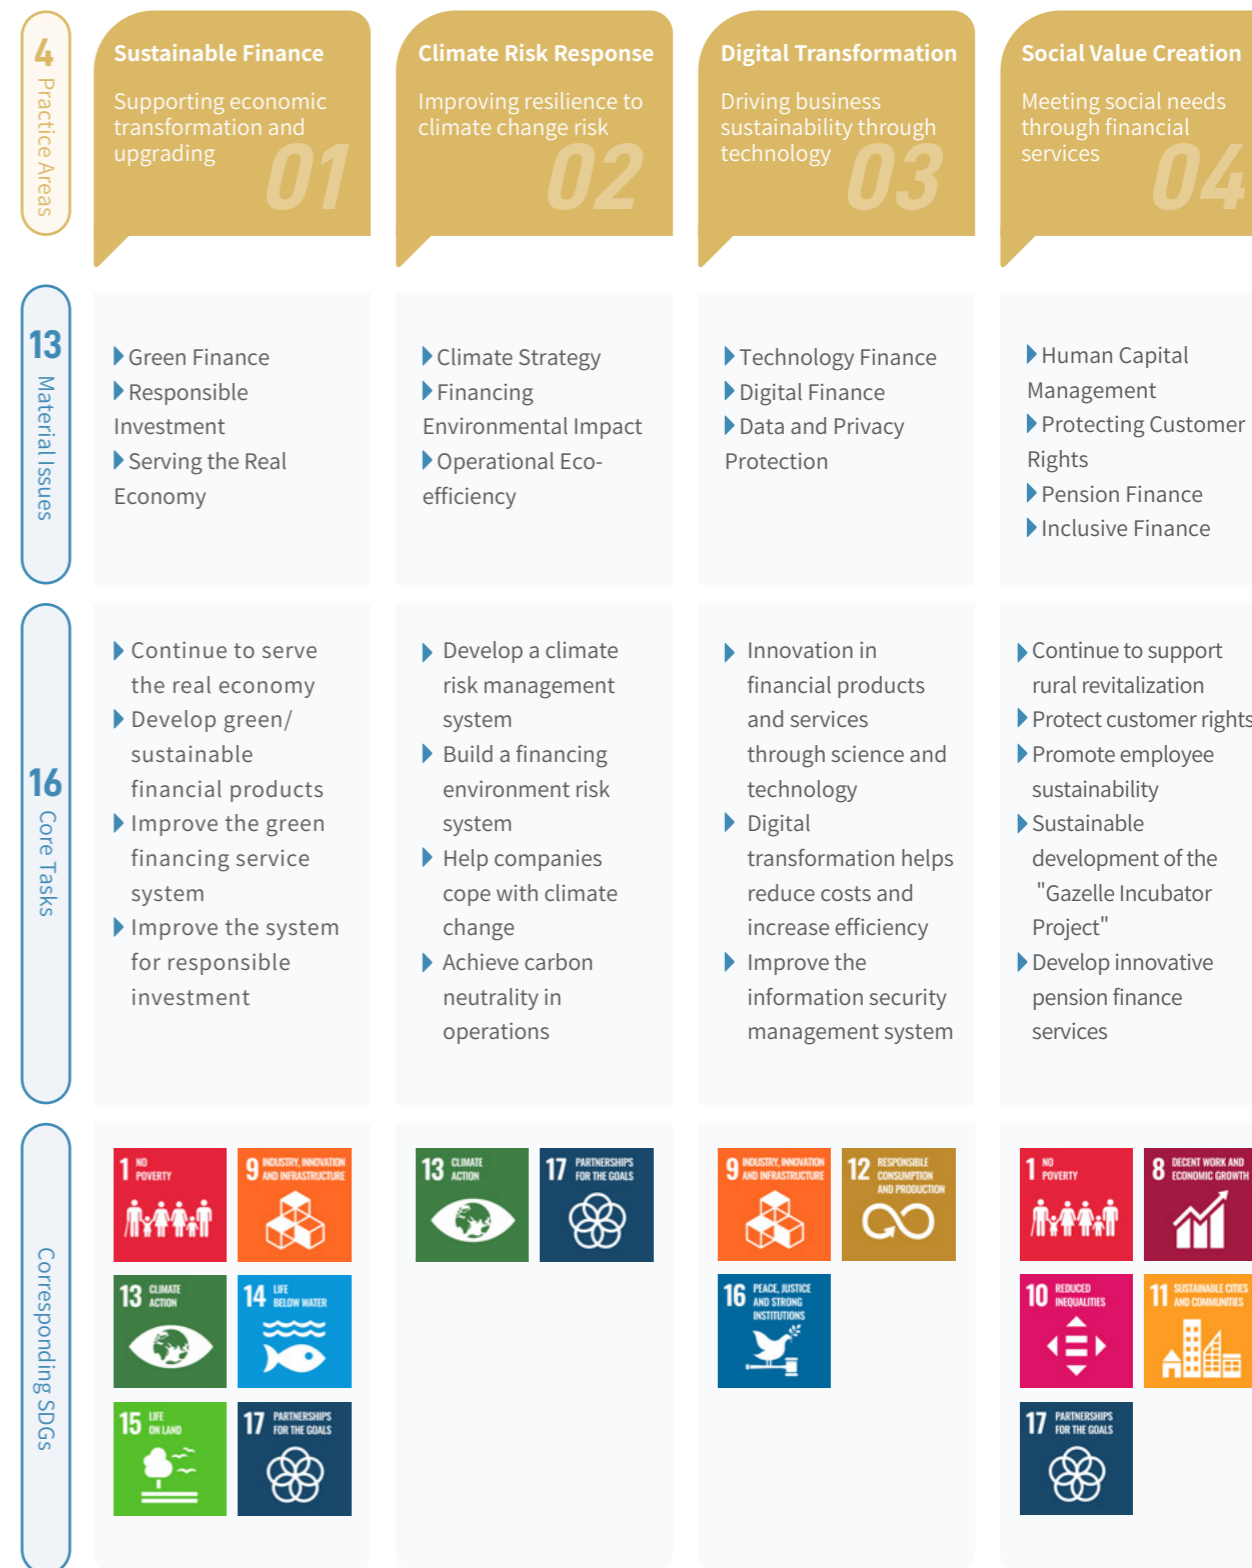 4
Practice Areas
Sustainable Finance
Supporting economic
transformation and
upgrading
01
Climate Risk Response
Improving resilience to
climate change risk
02
Digital Transformation
Driving business
sustainability through
technology
03
Social Value Creation
Meeting social needs
through financial
services
04
13
Material Issues
Green Finance
Responsible
Investment
Serving the Real
Economy
Climate Strategy
Financing
Environmental Impact
Operational Eco-
efficiency
Technology Finance
Digital Finance
Data and Privacy
Protection
Human Capital
Management
Protecting Customer
Rights
Pension Finance
Inclusive Finance
16
Core Tasks
Continue to serve
the real economy
Develop green/
sustainable
financial products
Improve the green
financing service
system
Improve the system
for responsible
investment
Develop a climate
risk management
system
Build a financing
environment risk
system
Help companies
cope with climate
change
Achieve carbon
neutrality in
operations
Innovation in
financial products
and services
through science and
technology
Digital
transformation helps
reduce costs and
increase efficiency
Improve the
information security
management system
Continue to support
rural revitalization
Protect customer rights
Promote employee
sustainability
Sustainable
development of the
"Gazelle Incubator
Project"
Develop innovative
pension finance
services
Corresponding SDGs
1 NO
POVERTY
9 INDUSTRY, INNOVATION
AND INFRASTRUCTURE
13 CLIMATE
ACTION
14 LIFE
BELOW WATER
15 LIFE
ON LAND
17 PARTNERSHIPS
FOR THE GOALS
13 CLIMATE
ACTION
17 PARTNERSHIPS
FOR THE GOALS
9 INDUSTRY, INNOVATION
AND INFRASTRUCTURE
12 RESPONSIBLE
CONSUMPTION
AND PRODUCTION
16 PEACE, JUSTICE
AND STRONG
INSTITUTIONS
1 NO
POVERTY
8 DECENT WORK AND
ECONOMIC GROWTH
10 REDUCED
INEQUALITIES
11 SUSTAINABLE CITIES
AND COMMUNITIES
17 PARTNERSHIPS
FOR THE GOALS